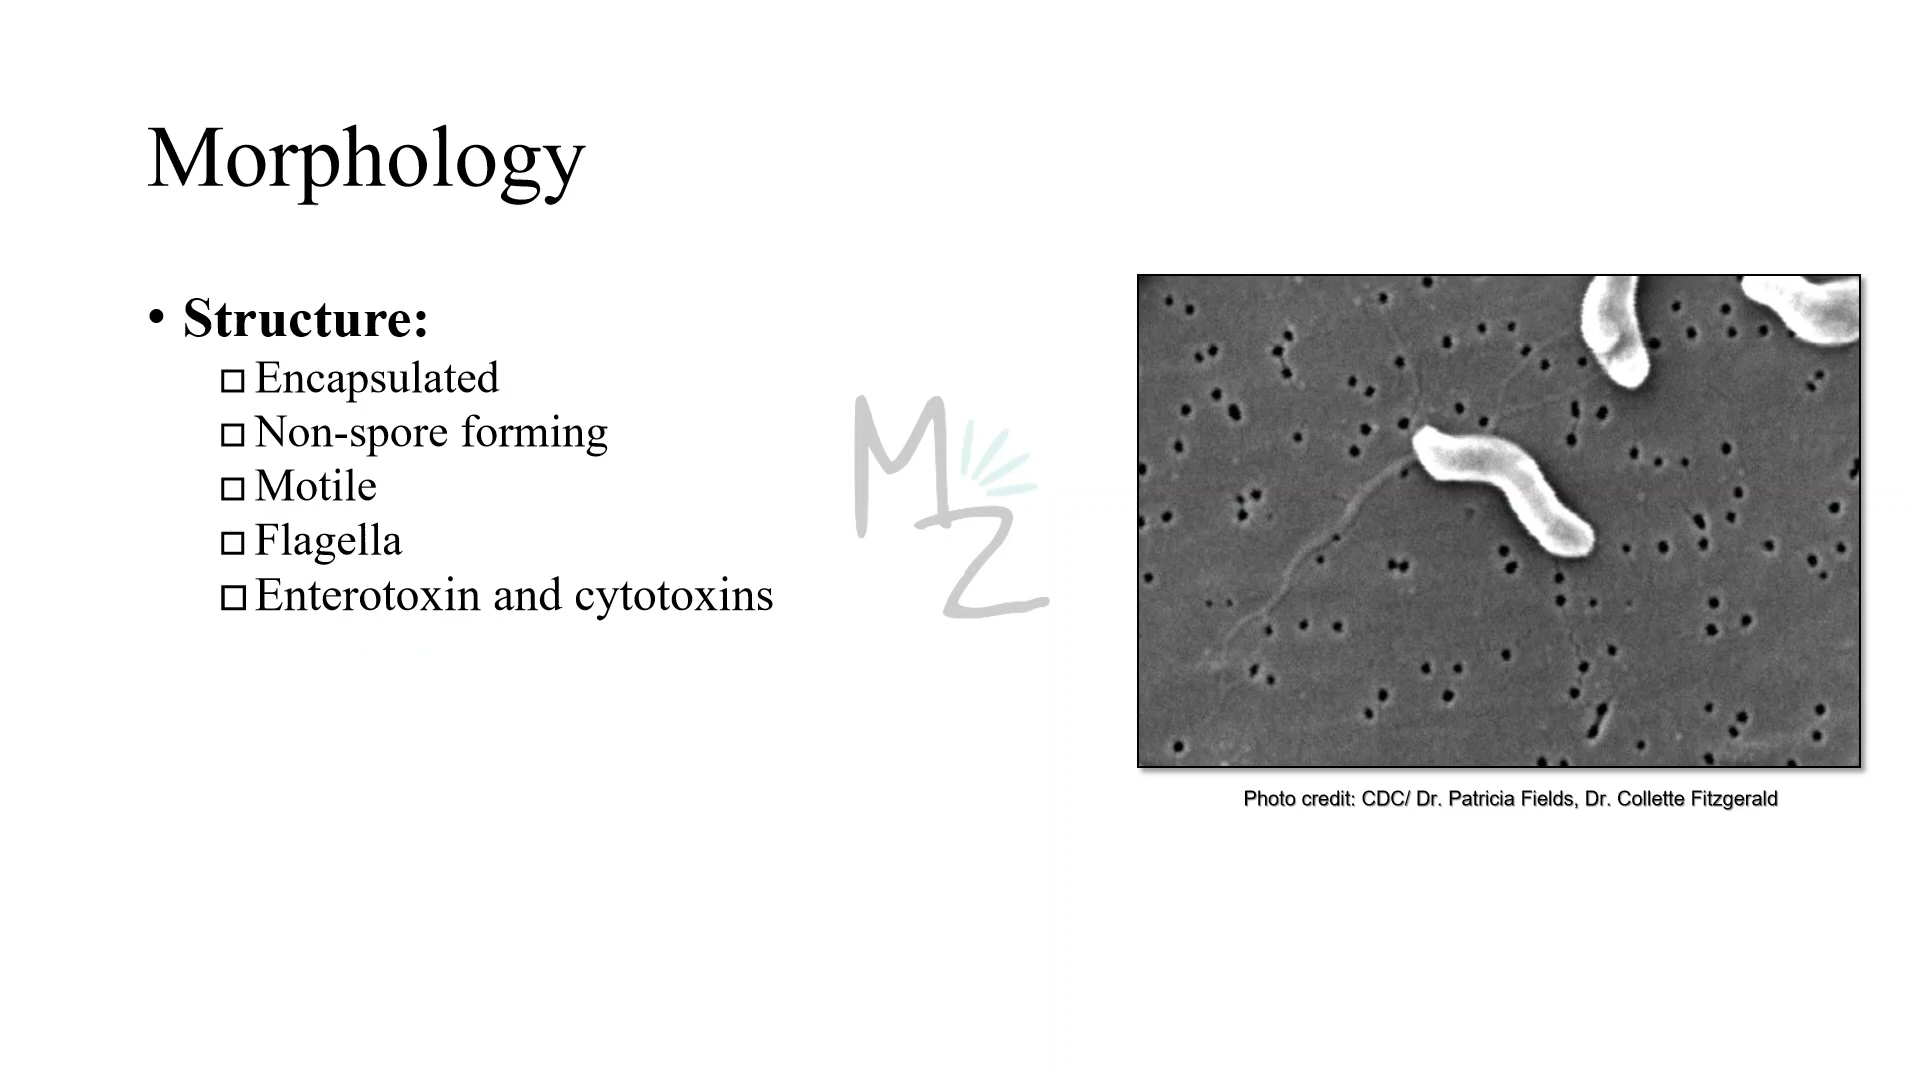 Morphology
• Structure:
□ Encapsulated
□ Non-spore forming
□ Motile
□ Flagella
□ Enterotoxin and cytotoxins
MZ
Photo credit: CDC/ Dr. Patricia Fields, Dr. Collette Fitzgerald